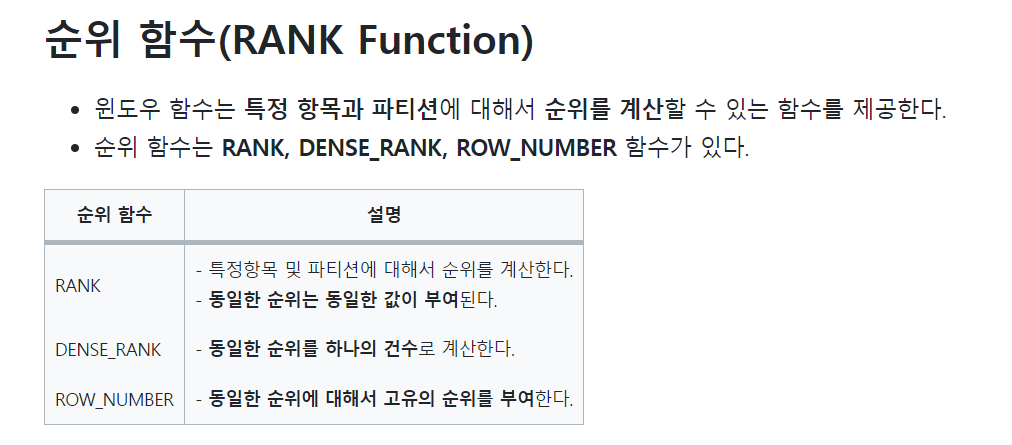 순위 함수(RANK Function)
• 윈도우 함수는 특정 항목과 파티션에 대해서 순위를 계산할 수 있는 함수를 제공한다.
• 순위 함수는 RANK, DENSE_RANK, ROW_NUMBER 함수가 있다.
순위 함수 설명
RANK
- 특정항목 및 파티션에 대해서 순위를 계산한다.
- 동일한 순위는 동일한 값이 부여된다.
DENSE_RANK - 동일한 순위를 하나의 건수로 계산한다.
ROW_NUMBER - 동일한 순위에 대해서 고유의 순위를 부여한다.